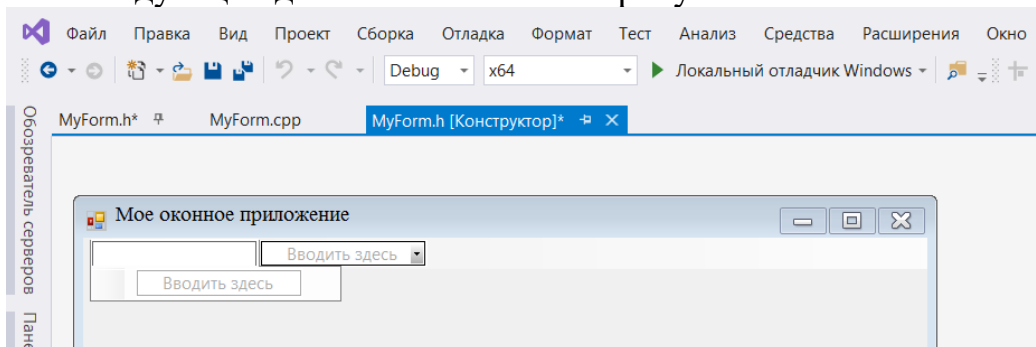 Файл Правка Вид Проект Сборка Отладка Формат Тест Анализ Средства Расширения Окно
Debug x64 Локальный отладчик Windows
MyForm.h* MyForm.cpp MyForm.h [Конструктор]*
Обозреватель серверов
Мое оконное приложение
Вводить здесь
Вводить здесь